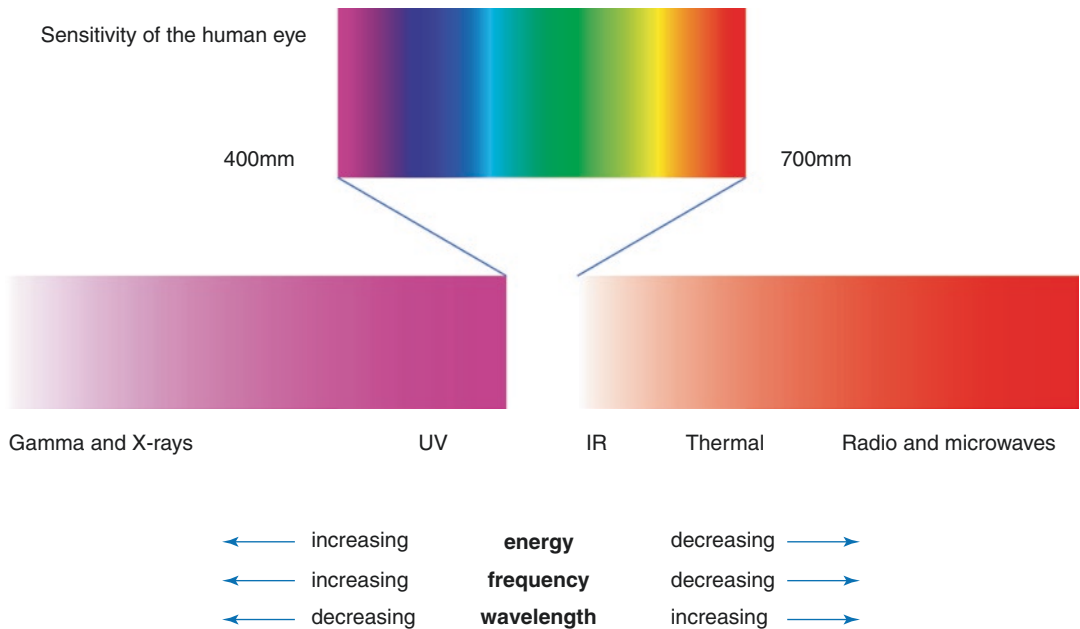 Sensitivity of the human eye
400mm
700mm
Gamma and X-rays UV IR Thermal Radio and microwaves
increasing energy decreasing
increasing frequency decreasing
decreasing wavelength increasing